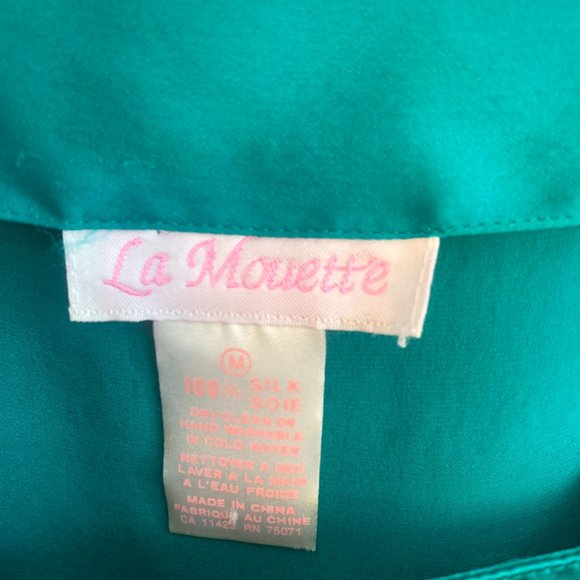 La Mouette
M
100% SILK
SOIE
DRY CLEAN OR
HAND WASHABLE
IN COLD WATER
NETTOYER A SEC
LAVER A LA MAIN
A L'EAU FROIDE
MADE IN CHINA
FABRIQUE AU CHINE
CA 11425 RN 75071